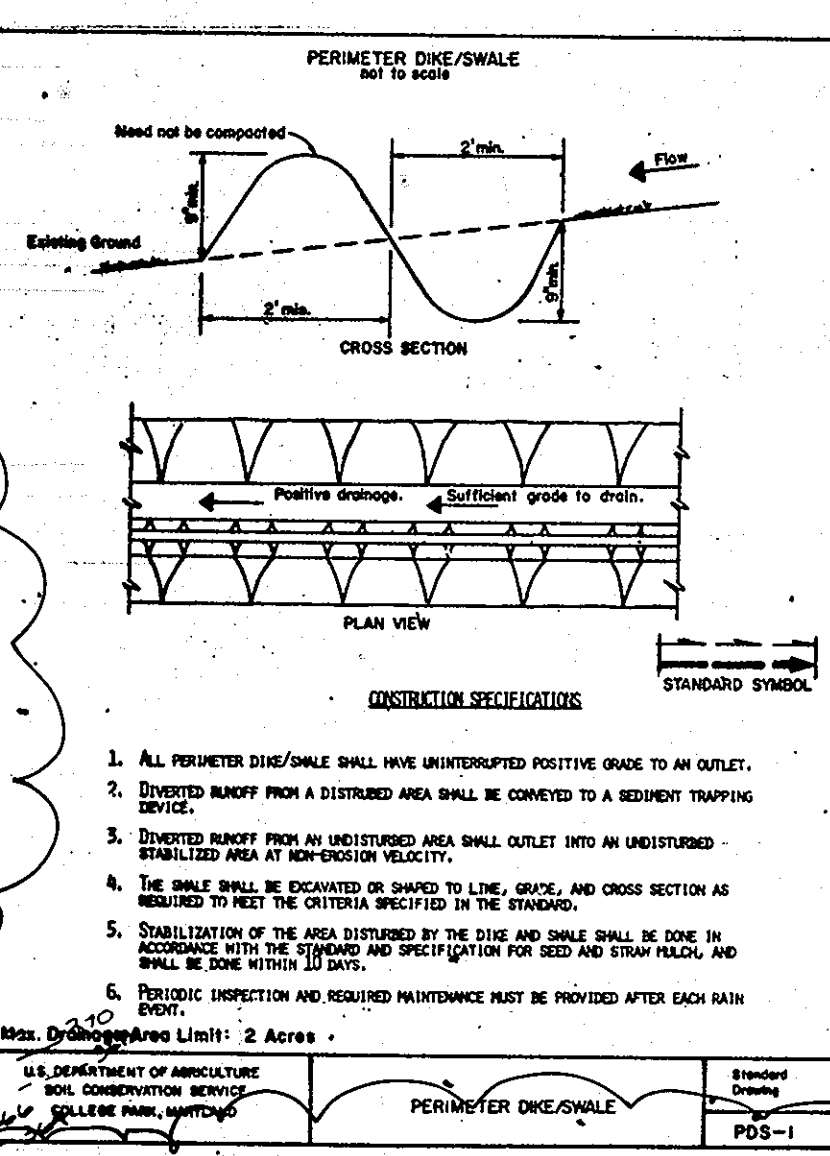 PERIMETER DIKE/SWALE
not to scale
Need not be compacted
2' min.
Flow
9" min.
Existing Ground
9" min.
2' min.
CROSS SECTION
Positive drainage.
Sufficient grade to drain.
PLAN VIEW
STANDARD SYMBOL
CONSTRUCTION SPECIFICATIONS
1. ALL PERIMETER DIKE/SWALE SHALL HAVE UNINTERRUPTED POSITIVE GRADE TO AN OUTLET.
2. DIVERTED RUNOFF FROM A DISTRUBED AREA SHALL BE CONVEYED TO A SEDIMENT TRAPPING
DEVICE.
3. DIVERTED RUNOFF FROM AN UNDISTURBED AREA SHALL OUTLET INTO AN UNDISTURBED
STABILIZED AREA AT NON-EROSION VELOCITY.
4. THE SWALE SHALL BE EXCAVATED OR SHAPED TO LINE, GRADE, AND CROSS SECTION AS
REQUIRED TO MEET THE CRITERIA SPECIFIED IN THE STANDARD.
5. STABILIZATION OF THE AREA DISTURBED BY THE DIKE AND SWALE SHALL BE DONE IN
ACCORDANCE WITH THE STANDARD AND SPECIFICATION FOR SEED AND STRAW MULCH, AND
SHALL BE DONE WITHIN 10 DAYS.
6. PERIODIC INSPECTION AND REQUIRED MAINTENANCE MUST BE PROVIDED AFTER EACH RAIN
EVENT.
Max. Drainage Area Limit: 2 Acres
U.S. DEPARTMENT OF AGRICULTURE
SOIL CONSERVATION SERVICE
COLLEGE PARK, MARYLAND
PERIMETER DIKE/SWALE
Standard
Drawing
PDS-1